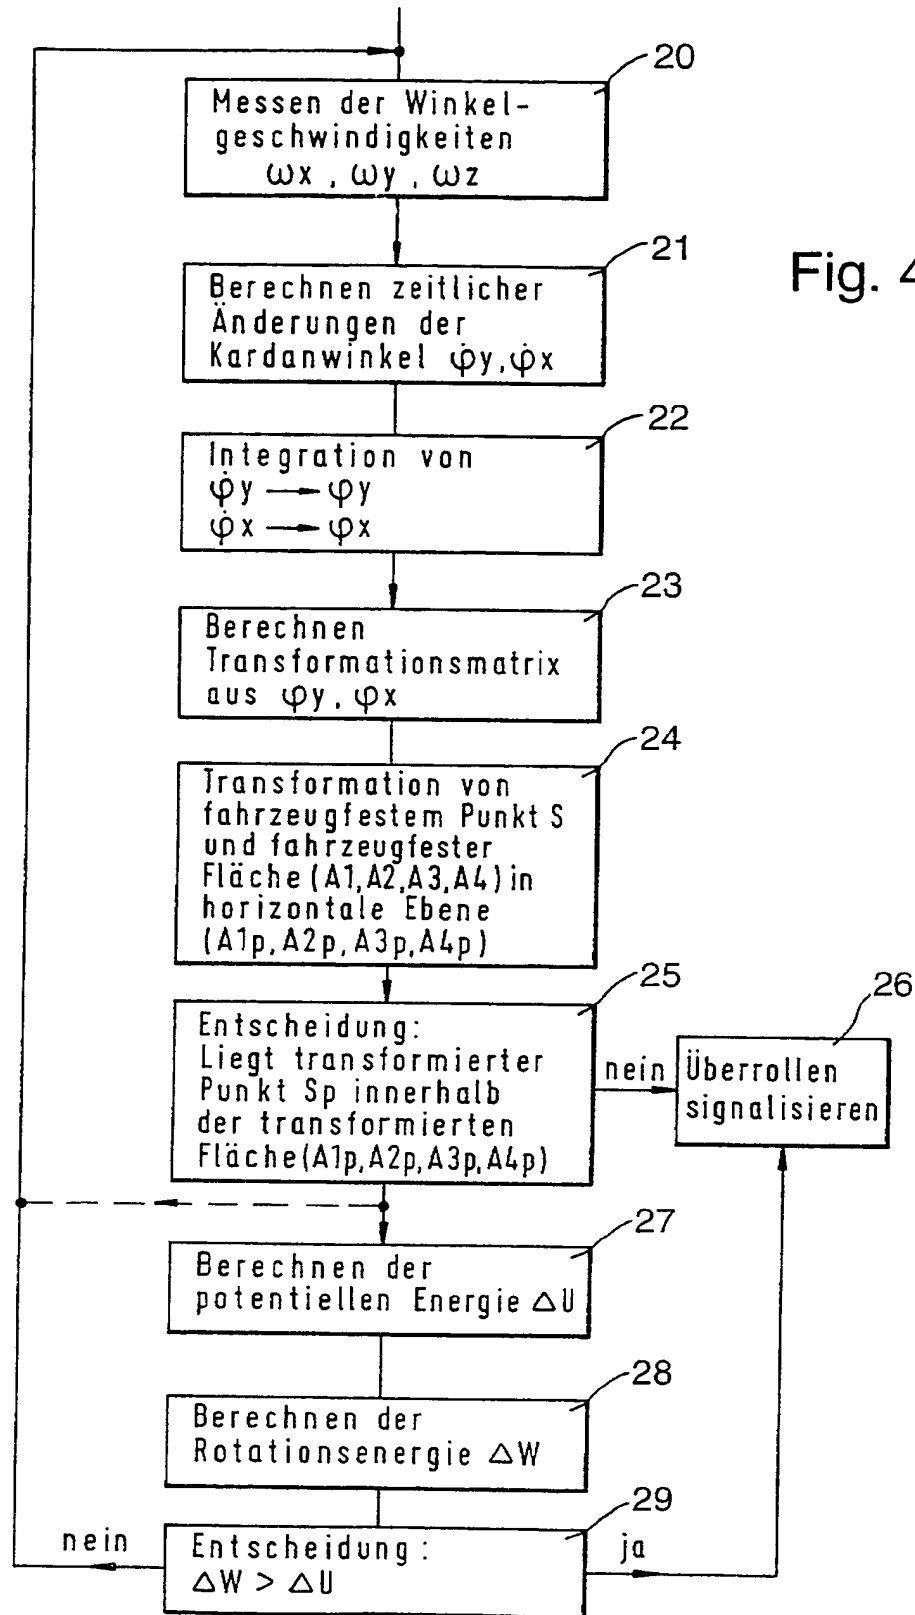 20
Messen der Winkel-
geschwindigkeiten
ωx , ωy , ωz
21
Fig. 4
Berechnen zeitlicher
Änderungen der
Kardanwinkel φ̇y, φ̇x
22
Integration von
φ̇y → φy
φ̇x → φx
23
Berechnen
Transformationsmatrix
aus φy, φx
24
Transformation von
fahrzeugfestem Punkt S
und fahrzeugfester
Fläche (A1,A2,A3,A4) in
horizontale Ebene
(A1p, A2p, A3p, A4p)
25
Entscheidung:
Liegt transformierter
Punkt Sp innerhalb
der transformierten
Fläche(A1p,A2p,A3p,A4p)
nein
26
Überrollen
signalisieren
27
Berechnen der
potentiellen Energie ΔU
28
Berechnen der
Rotationsenergie ΔW
29
nein
Entscheidung:
ΔW > ΔU
ja